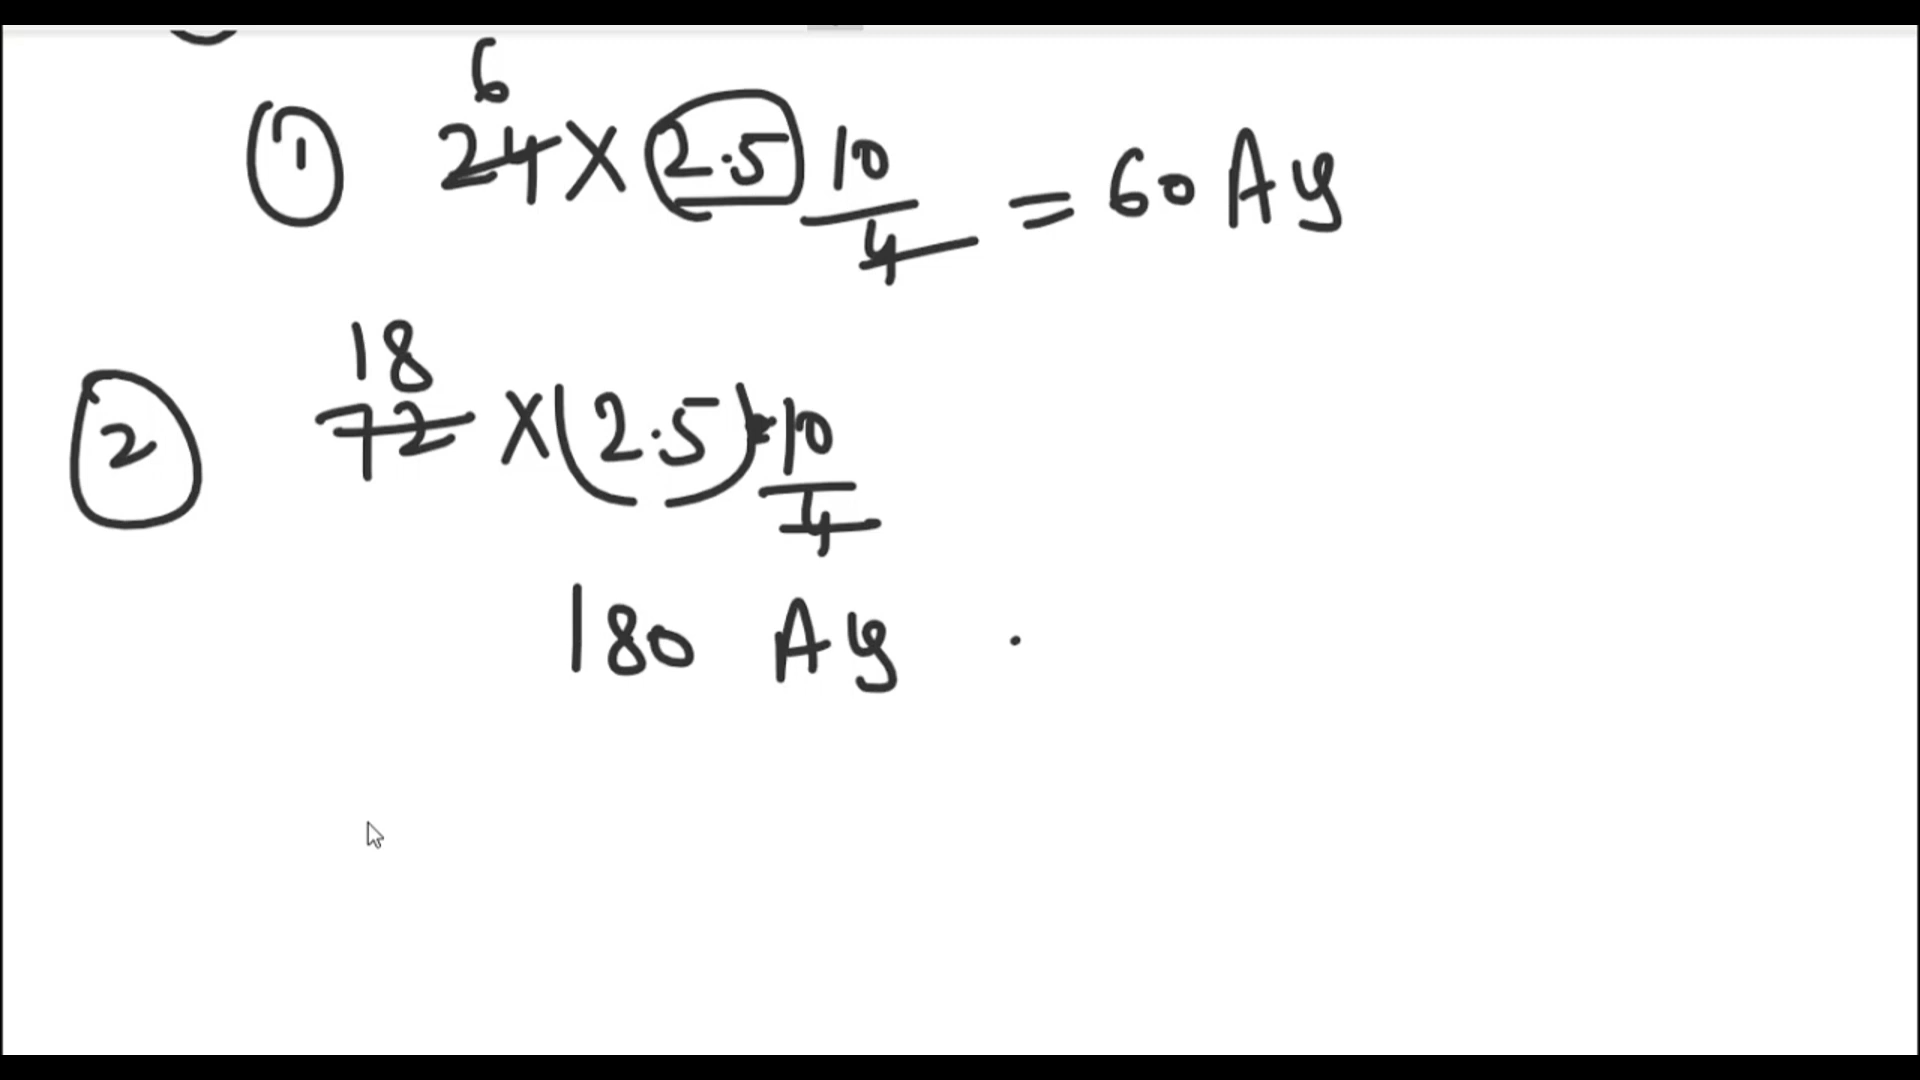 6
① 24 X 2.5 10/4 = 60 Ay
18
② 72 X (2.5) 10/4
180 Ay .